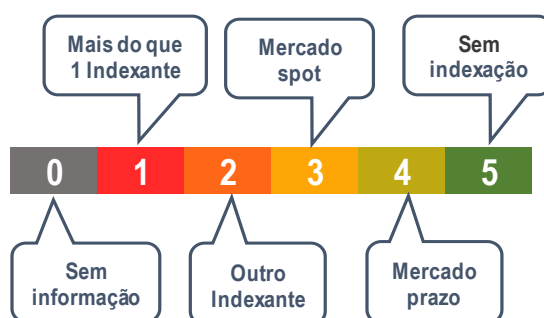 Mais do que
1 Indexante
Mercado
spot
Sem
indexação
0 1 2 3 4 5
Sem
informação
Outro
Indexante
Mercado
prazo